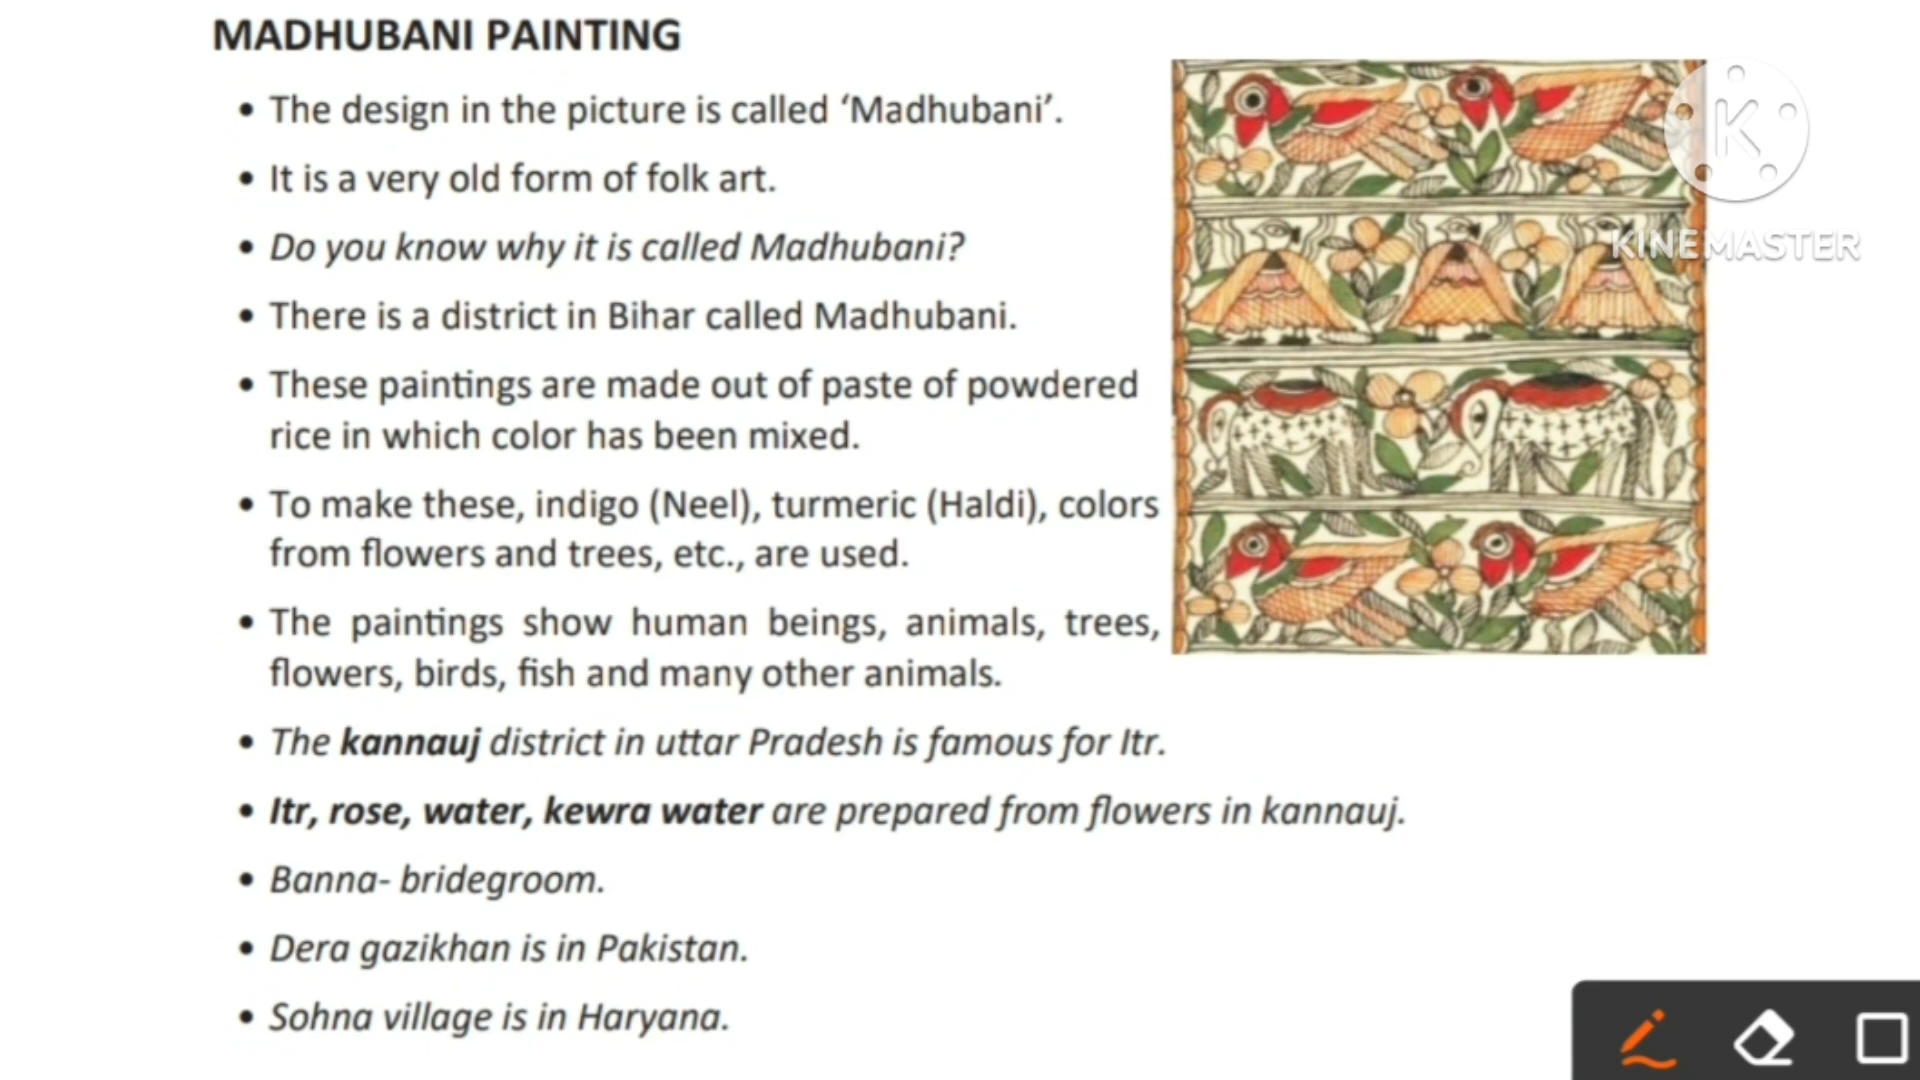 MADHUBANI PAINTING
• The design in the picture is called ‘Madhubani’.
• It is a very old form of folk art.
• Do you know why it is called Madhubani?
• There is a district in Bihar called Madhubani.
• These paintings are made out of paste of powdered
rice in which color has been mixed.
• To make these, indigo (Neel), turmeric (Haldi), colors
from flowers and trees, etc., are used.
• The paintings show human beings, animals, trees,
flowers, birds, fish and many other animals.
• The kannauj district in uttar Pradesh is famous for Itr.
• Itr, rose, water, kewra water are prepared from flowers in kannauj.
• Banna- bridegroom.
• Dera gazikhan is in Pakistan.
• Sohna village is in Haryana.
K
KINEMASTER